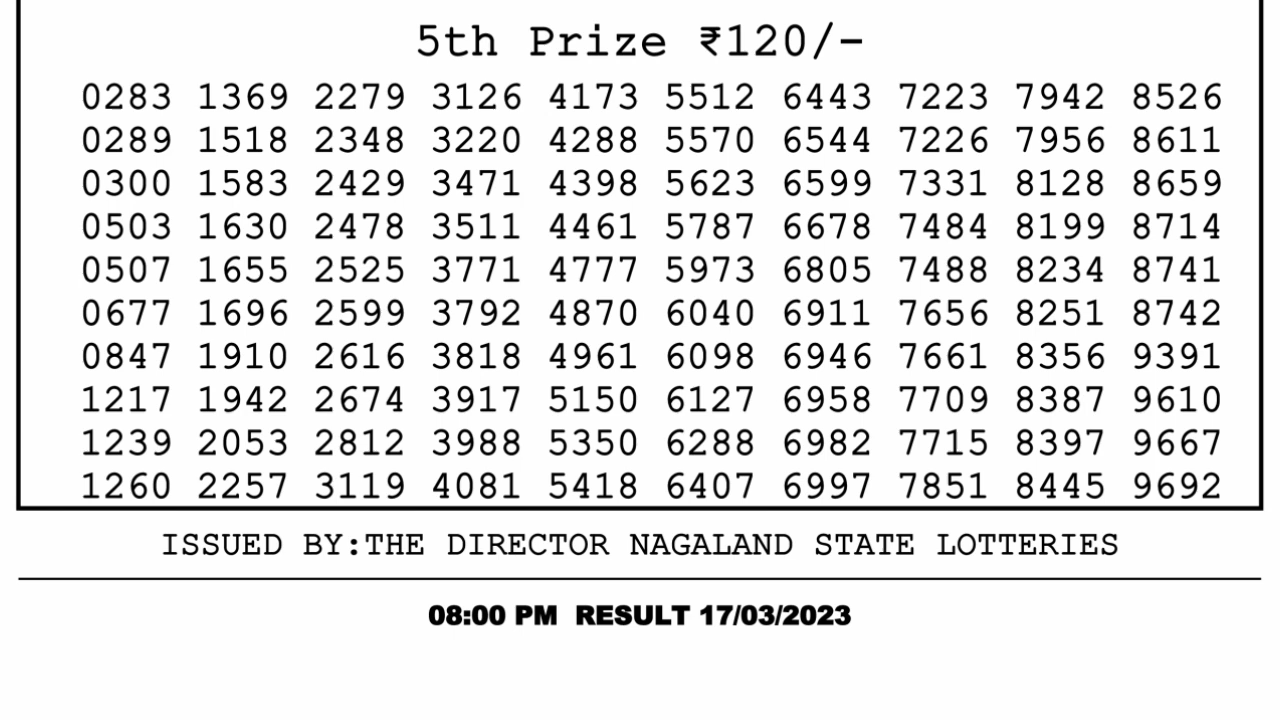 5th Prize ₹120/-
0283 1369 2279 3126 4173 5512 6443 7223 7942 8526
0289 1518 2348 3220 4288 5570 6544 7226 7956 8611
0300 1583 2429 3471 4398 5623 6599 7331 8128 8659
0503 1630 2478 3511 4461 5787 6678 7484 8199 8714
0507 1655 2525 3771 4777 5973 6805 7488 8234 8741
0677 1696 2599 3792 4870 6040 6911 7656 8251 8742
0847 1910 2616 3818 4961 6098 6946 7661 8356 9391
1217 1942 2674 3917 5150 6127 6958 7709 8387 9610
1239 2053 2812 3988 5350 6288 6982 7715 8397 9667
1260 2257 3119 4081 5418 6407 6997 7851 8445 9692
ISSUED BY:THE DIRECTOR NAGALAND STATE LOTTERIES
08:00 PM RESULT 17/03/2023